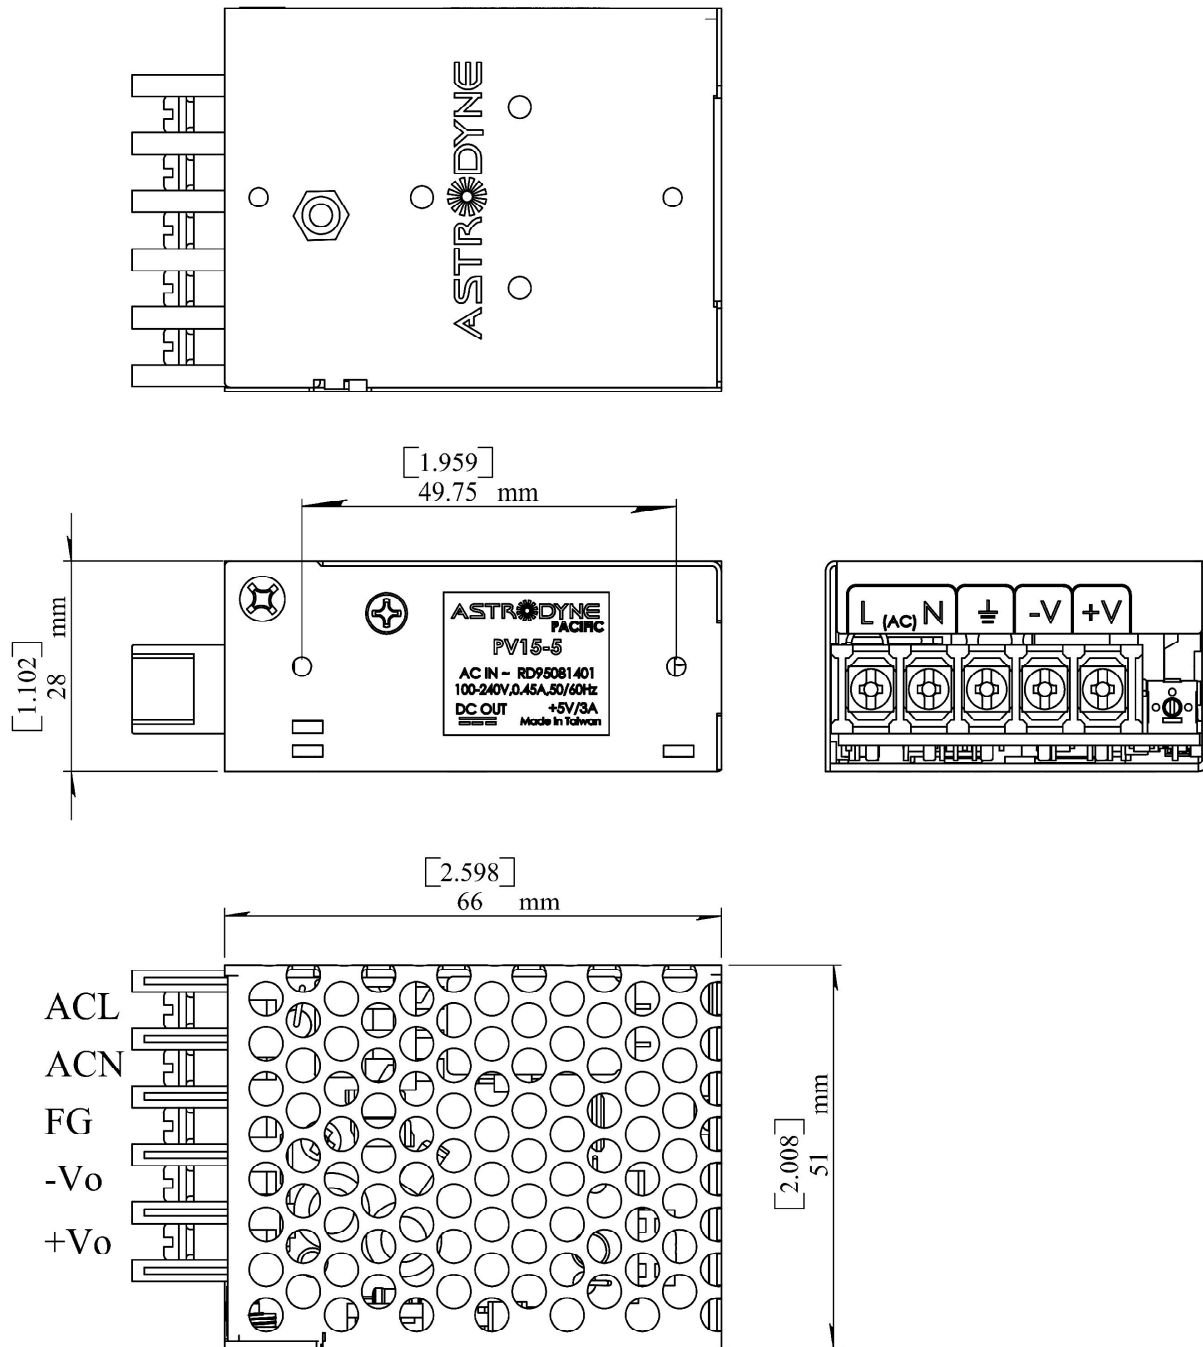 ASTRODYNE
[1.959]
49.75 mm
[1.102]
28 mm
ASTRODYNE
PACIFIC
PV15-5
AC IN ~ RD95081401
100-240V,0.45A,50/60Hz
DC OUT +5V/3A
Made in Taiwan
L (AC) N -V +V
[2.598]
66 mm
ACL
ACN
FG
-Vo
+Vo
[2.008]
51 mm